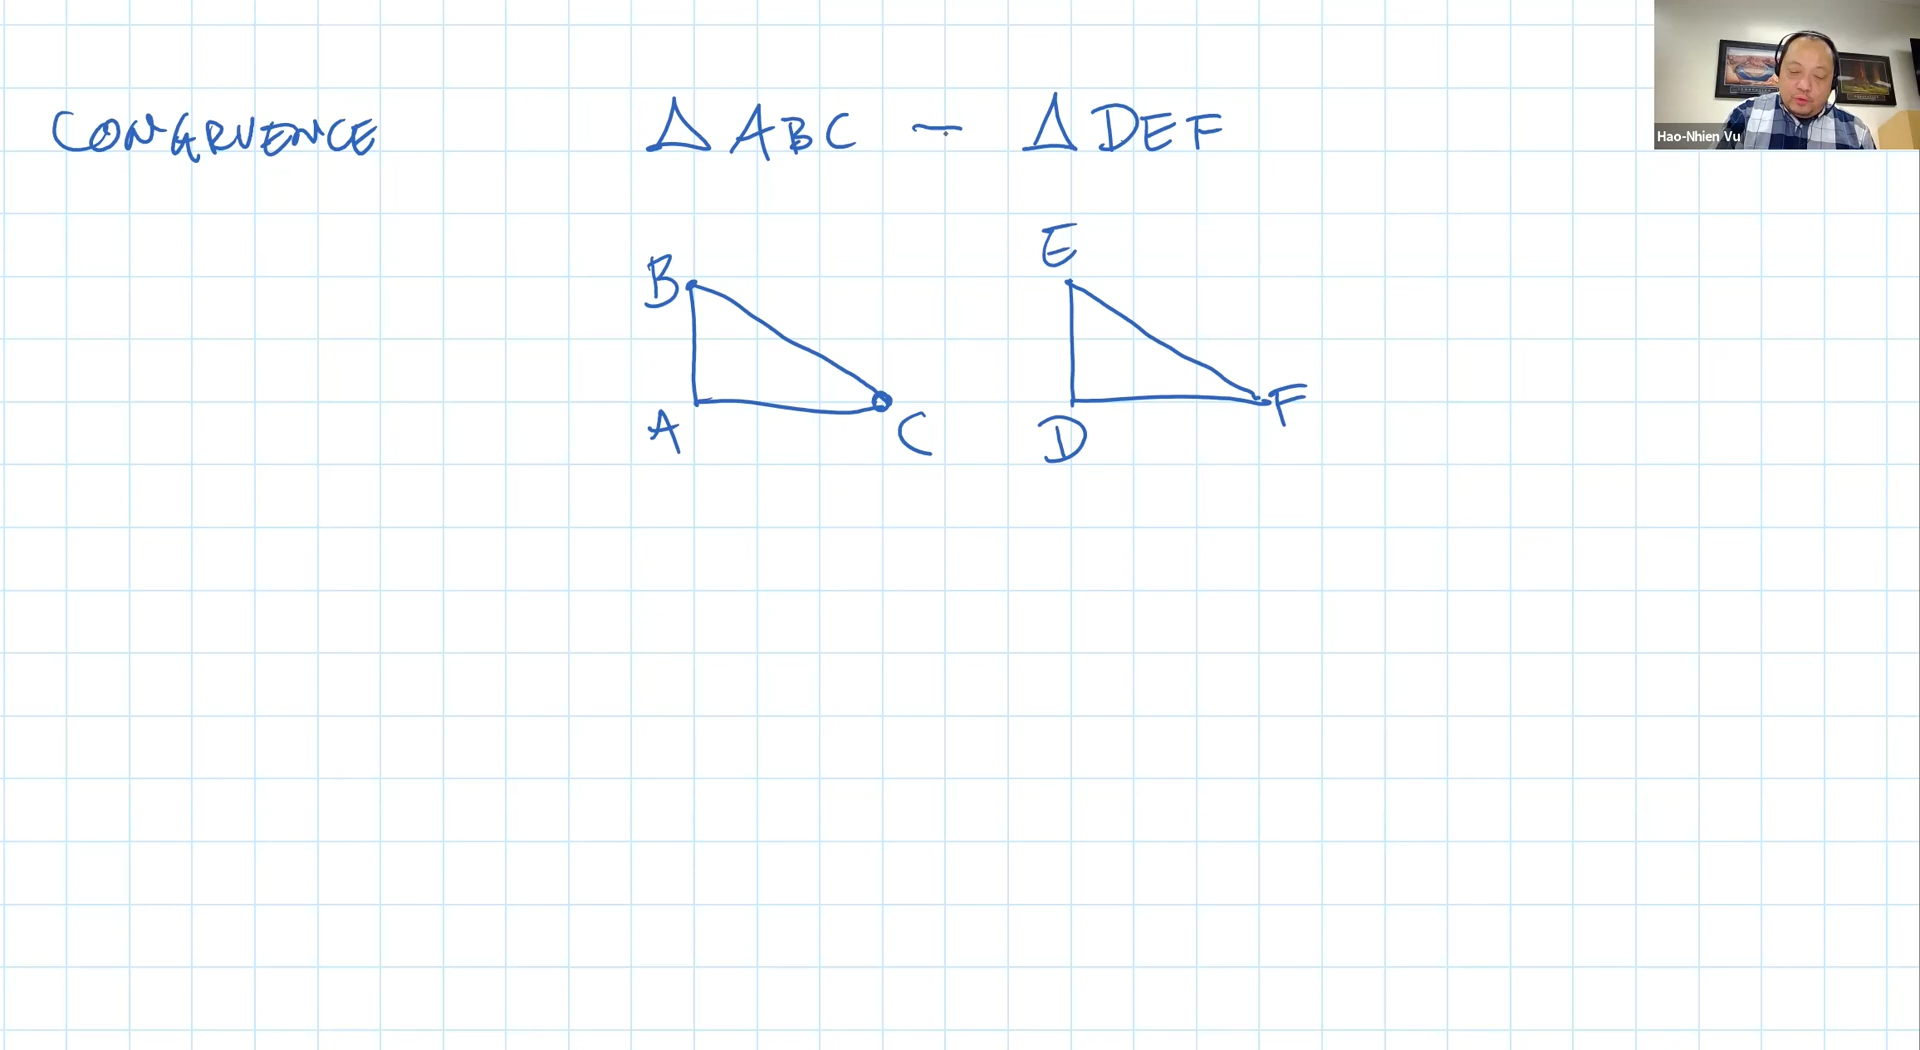 CONGRUENCE △ ABC ~ △ DEF
B
A
C
E
D
F
Hao-Nhien Vu